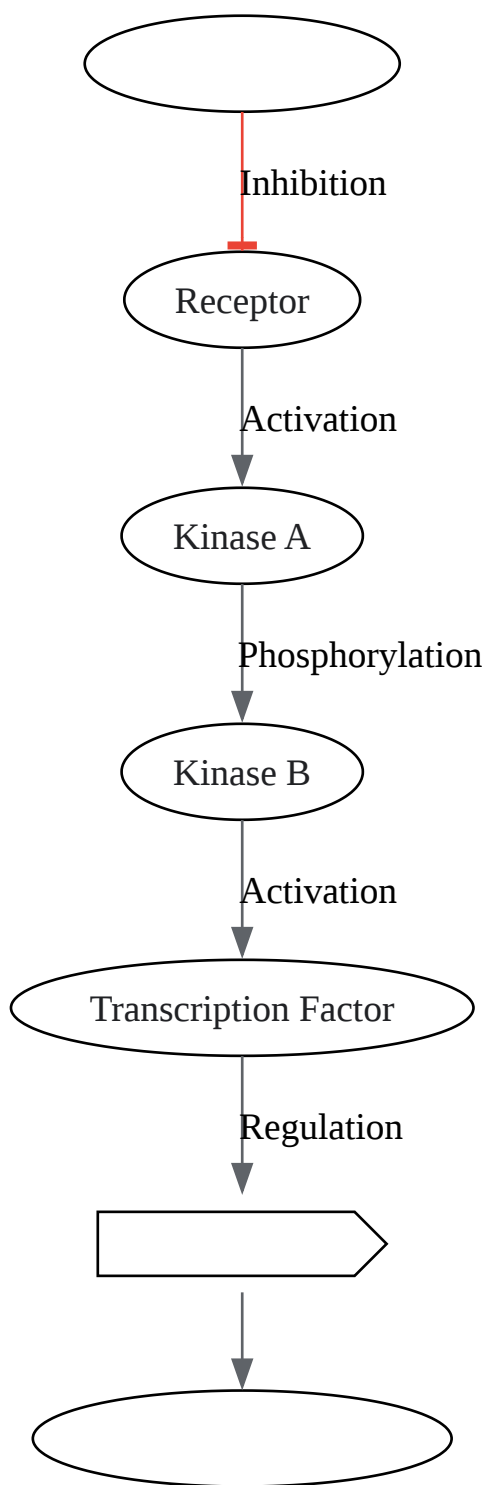 Inhibition
Receptor
Activation
Kinase A
Phosphorylation
Kinase B
Activation
Transcription Factor
Regulation